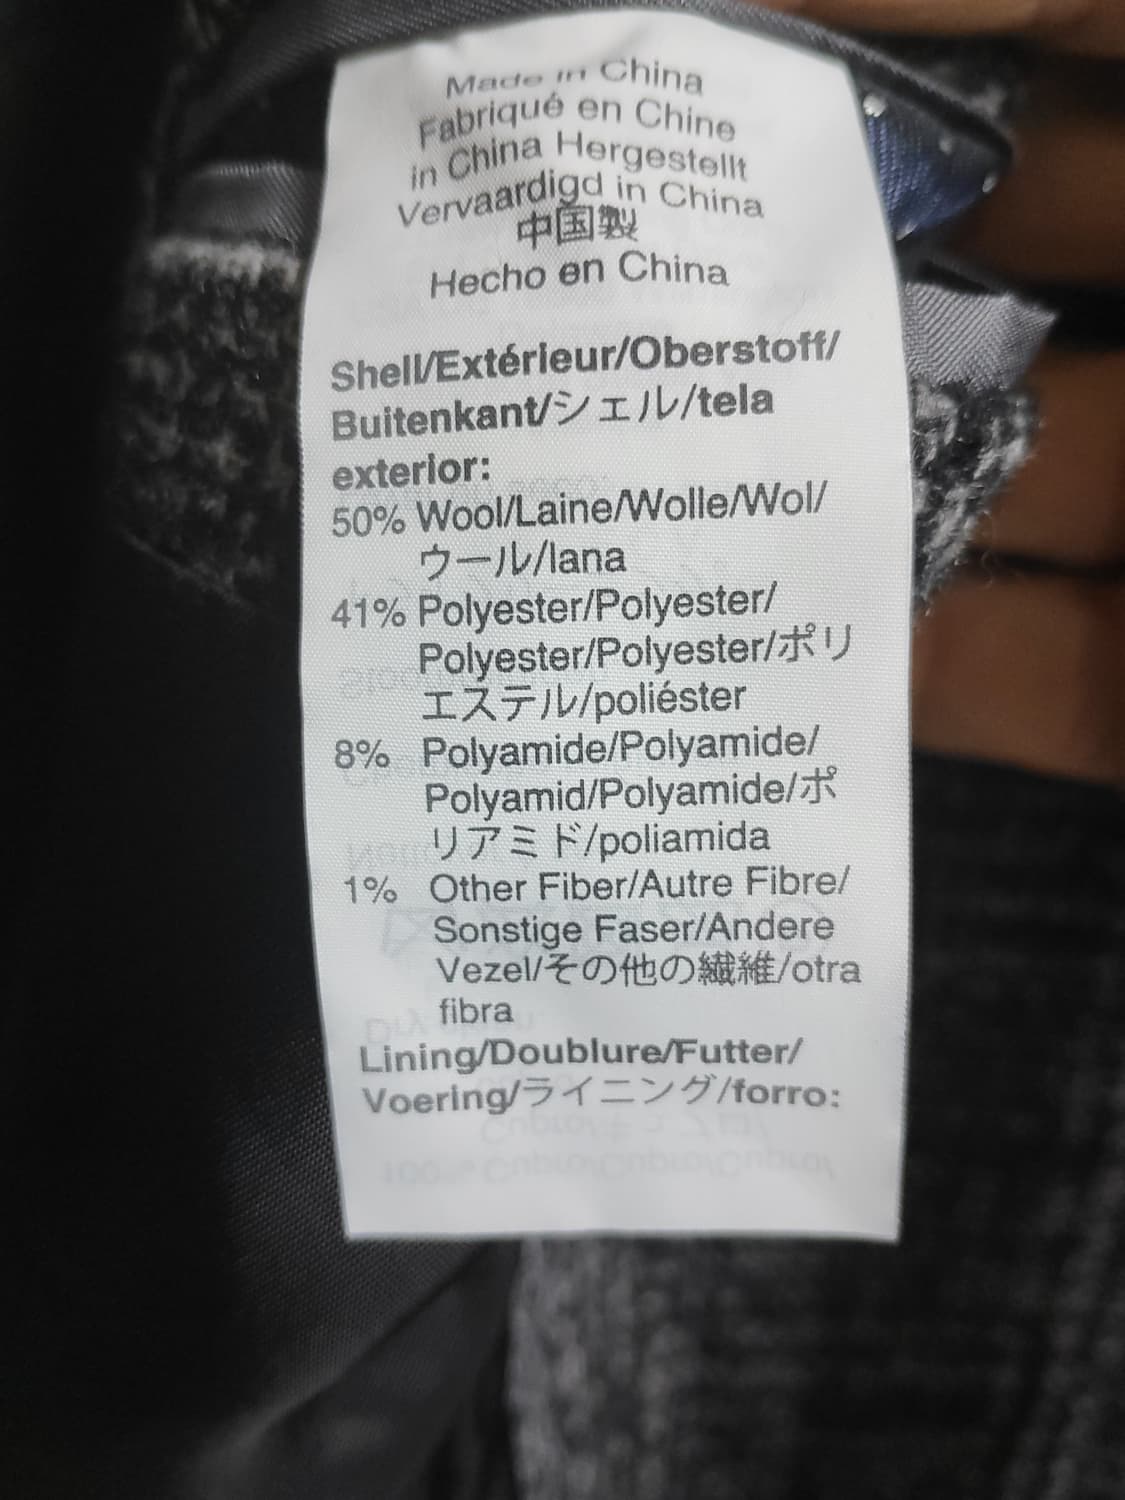 Made in China
Fabriqué en Chine
in China Hergestellt
Vervaardigd in China
中国製
Hecho en China
Shell/Extérieur/Oberstoff/
Buitenkant/シェル/tela
exterior:
50% Wool/Laine/Wolle/Wol/
ウール/lana
41% Polyester/Polyester/
Polyester/Polyester/ポリ
エステル/poliéster
8% Polyamide/Polyamide/
Polyamid/Polyamide/ポ
リアミド/poliamida
1% Other Fiber/Autre Fibre/
Sonstige Faser/Andere
Vezel/その他の繊維/otra
fibra
Lining/Doublure/Futter/
Voering/ライニング/forro: